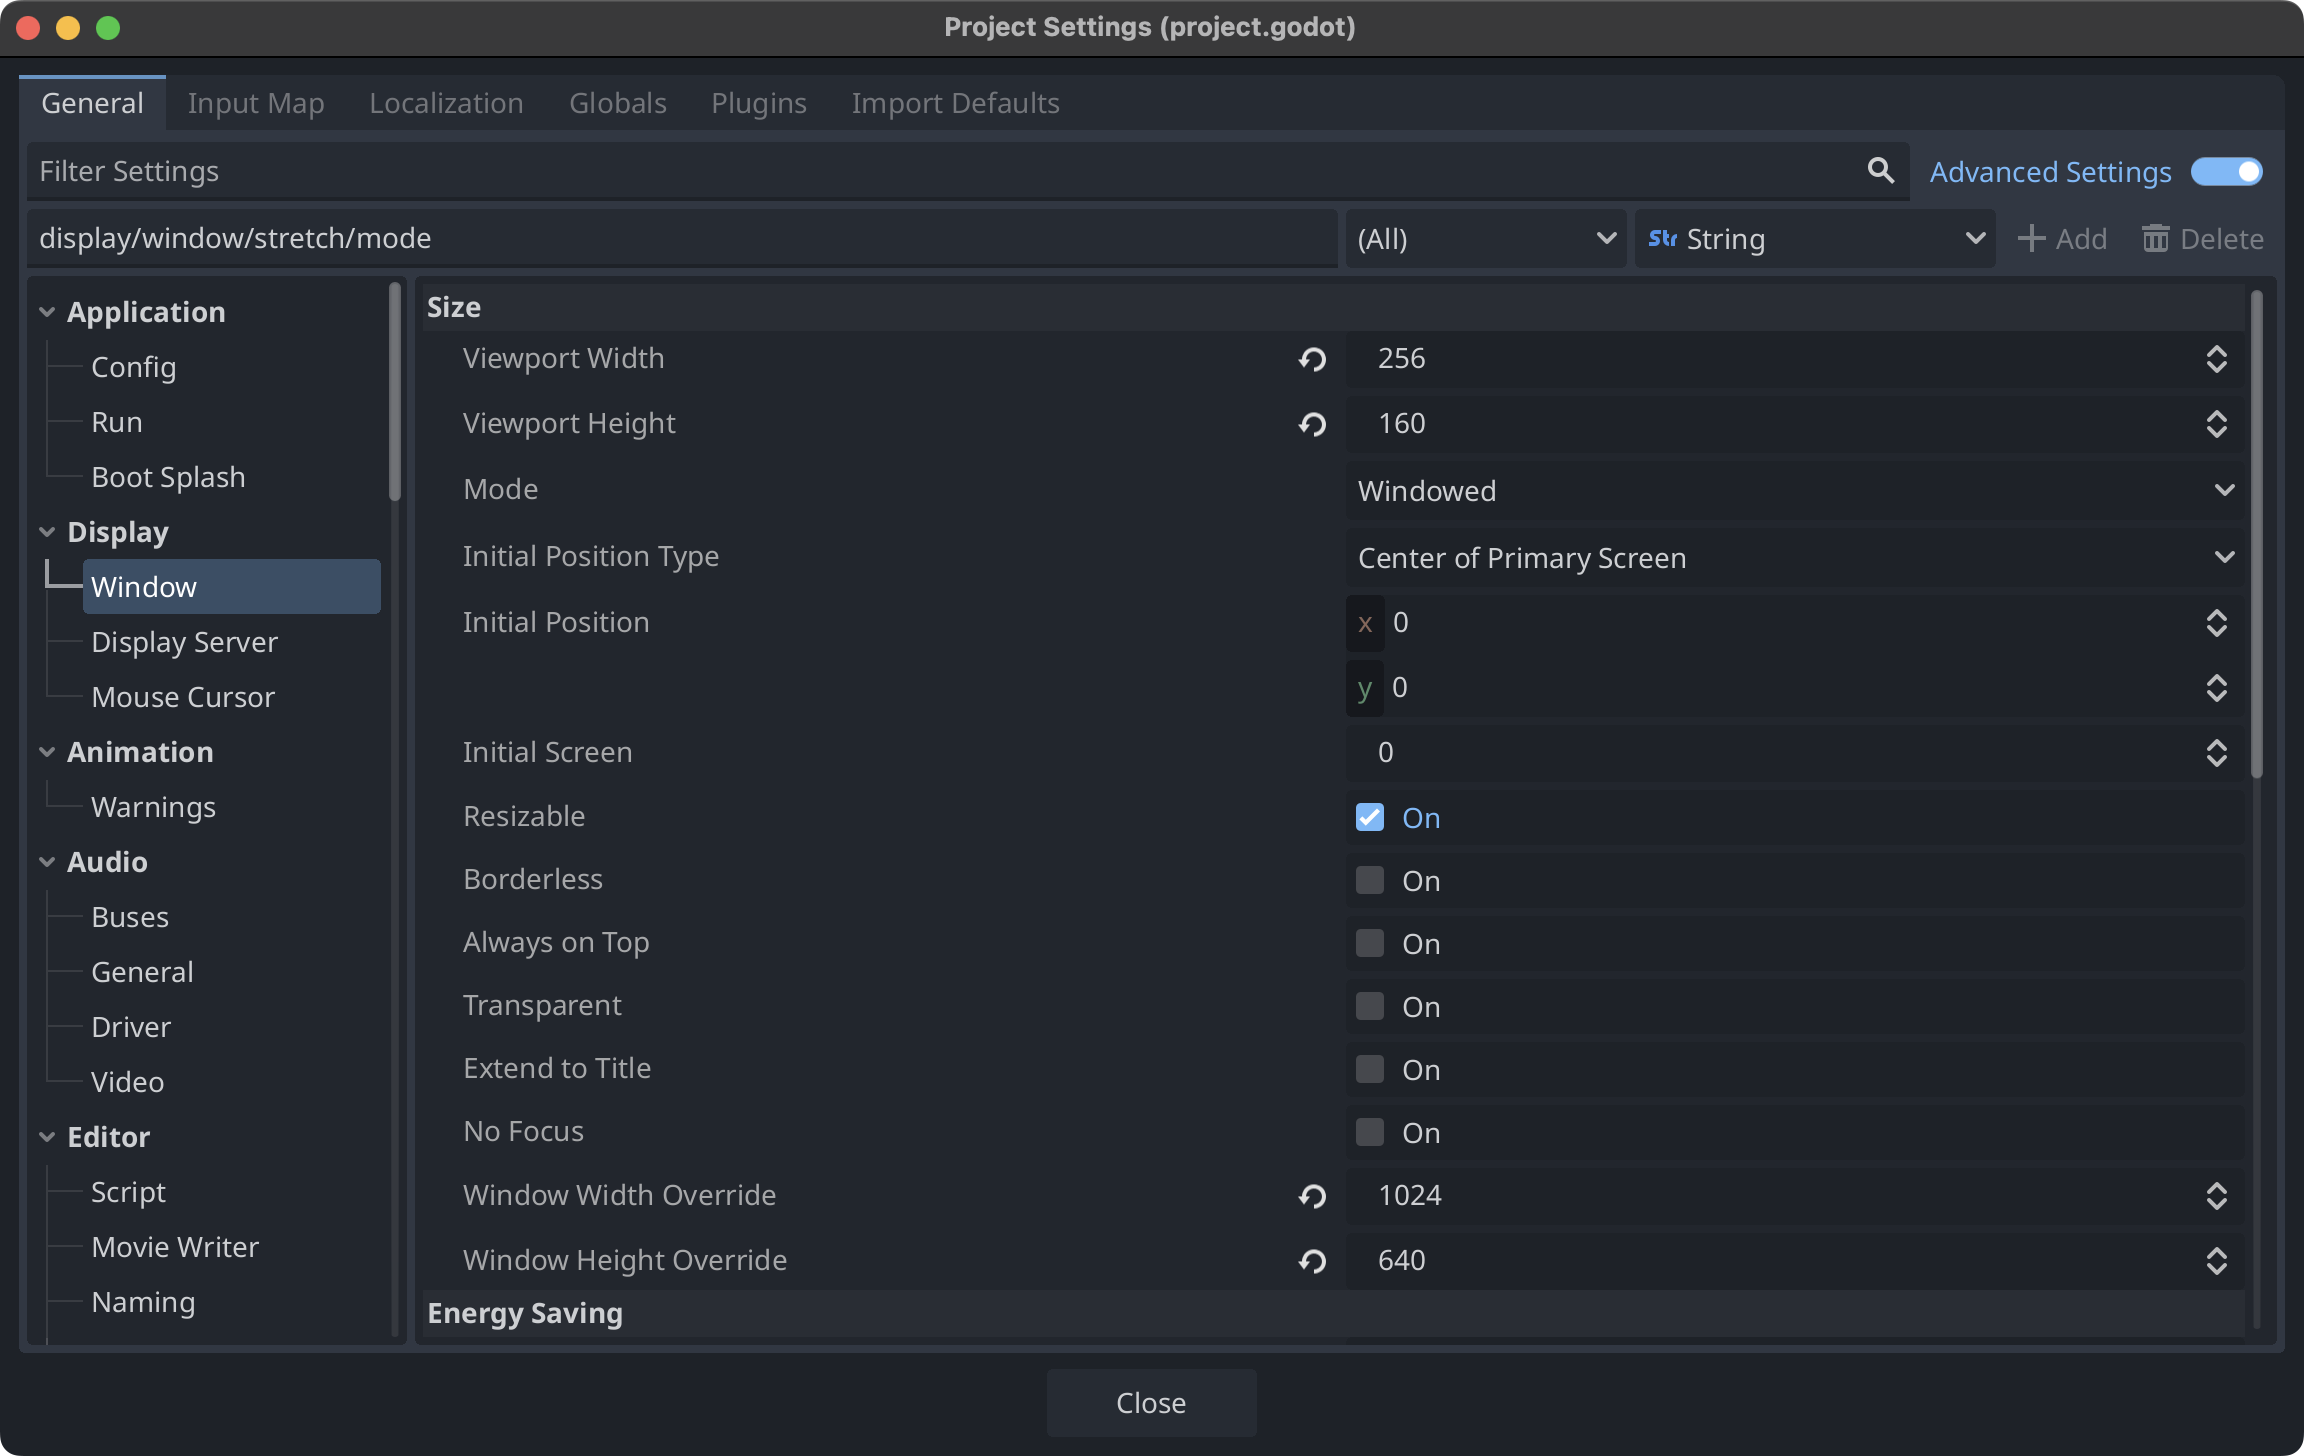 Project Settings (project.godot)
General Input Map Localization Globals Plugins Import Defaults
Filter Settings Advanced Settings
display/window/stretch/mode (All) Str String Add Delete
Application
Config
Run
Boot Splash
Display
Window
Display Server
Mouse Cursor
Animation
Warnings
Audio
Buses
General
Driver
Video
Editor
Script
Movie Writer
Naming
Size
Viewport Width 256
Viewport Height 160
Mode Windowed
Initial Position Type Center of Primary Screen
Initial Position x 0
y 0
Initial Screen 0
Resizable On
Borderless On
Always on Top On
Transparent On
Extend to Title On
No Focus On
Window Width Override 1024
Window Height Override 640
Energy Saving
Close